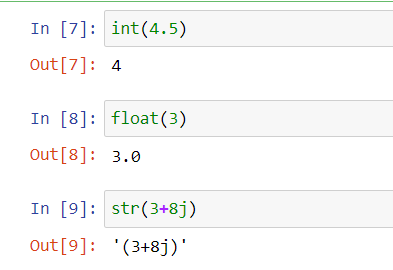 In [7]: int(4.5)
Out[7]: 4
In [8]: float(3)
Out[8]: 3.0
In [9]: str(3+8j)
Out[9]: '(3+8j)'